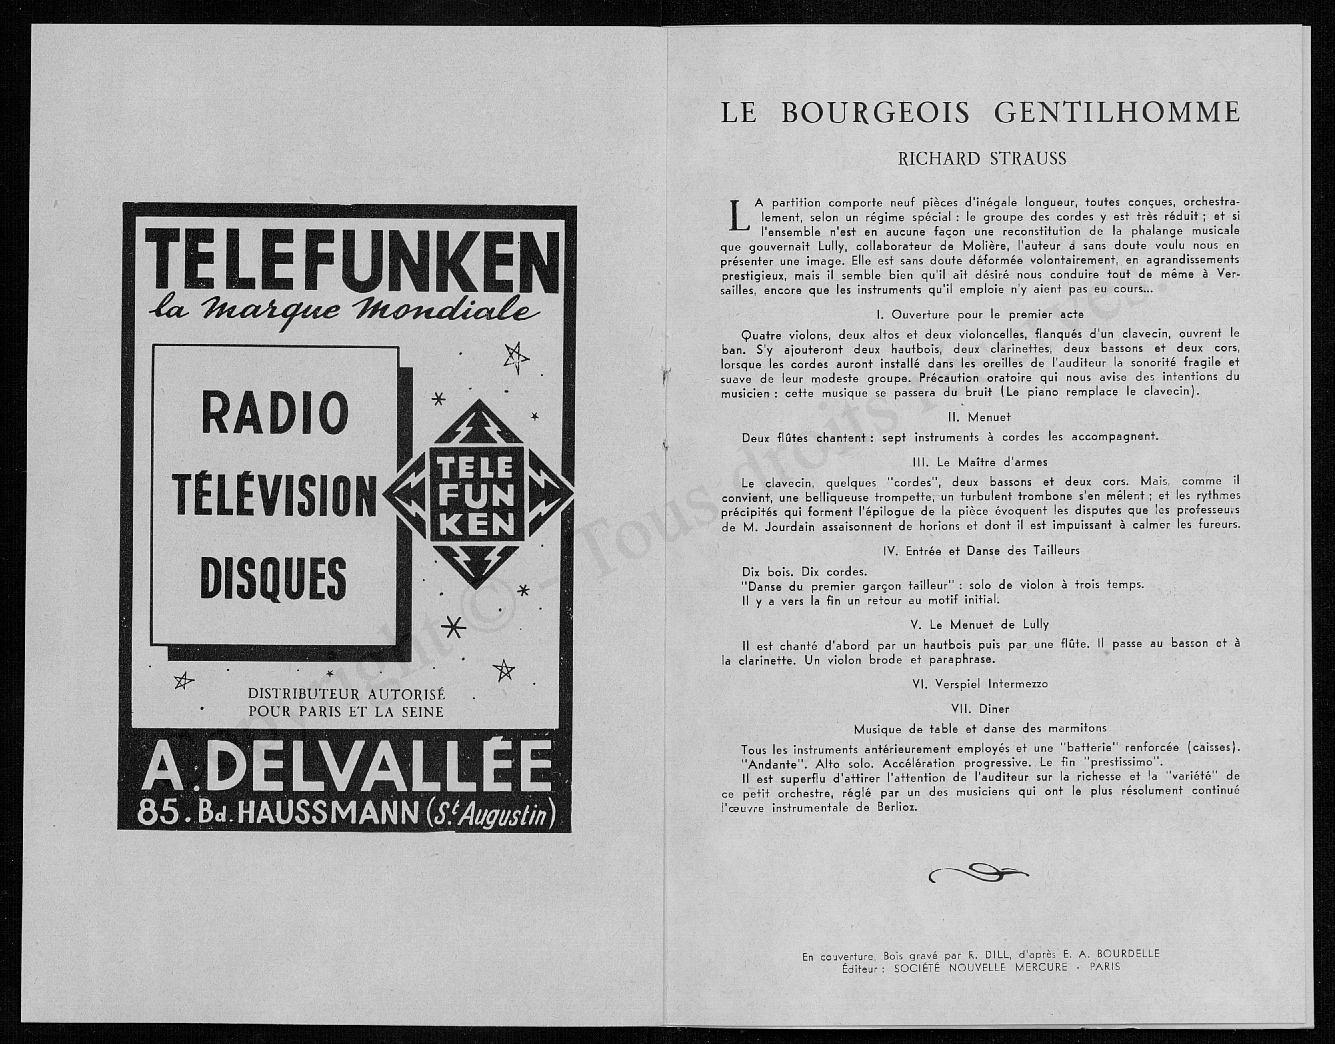 TELEFUNKEN
la marque mondiale
RADIO
TÉLÉVISION
DISQUES
TELE
FUN
KEN
DISTRIBUTEUR AUTORISÉ
POUR PARIS ET LA SEINE
A. DELVALLÉE
85. Bd. HAUSSMANN (St. Augustin)
LE BOURGEOIS GENTILHOMME
RICHARD STRAUSS
LA partition comporte neuf pièces d'inégale longueur, toutes conçues, orchestra-
lement, selon un régime spécial : le groupe des cordes y est très réduit ; et si
l'ensemble n'est en aucune façon une reconstitution de la phalange musicale
que gouvernait Lully, collaborateur de Molière, l'auteur a sans doute voulu nous en
présenter une image. Elle est sans doute déformée volontairement, en agrandissements
prestigieux, mais il semble bien qu'il ait désiré nous conduire tout de même à Ver-
sailles, encore que les instruments qu'il emploie n'y aient pas eu cours...
I. Ouverture pour le premier acte
Quatre violons, deux altos et deux violoncelles, flanqués d'un clavecin, ouvrent le
ban. S'y ajouteront deux hautbois, deux clarinettes, deux bassons et deux cors,
lorsque les cordes auront installé dans les oreilles de l'auditeur la sonorité fragile et
suave de leur modeste groupe. Précaution oratoire qui nous avise des intentions du
musicien : cette musique se passera du bruit (Le piano remplace le clavecin).
II. Menuet
Deux flûtes chantent : sept instruments à cordes les accompagnent.
III. Le Maître d'armes
Le clavecin, quelques "cordes", deux bassons et deux cors. Mais, comme il
convient, une belliqueuse trompette, un turbulent trombone s'en mêlent ; et les rythmes
précipités qui forment l'épilogue de la pièce évoquent les disputes que les professeurs
de M. Jourdain assaisonnent de horions et dont il est impuissant à calmer les fureurs.
IV. Entrée et Danse des Tailleurs
Dix bois. Dix cordes.
"Danse du premier garçon tailleur" : solo de violon à trois temps.
Il y a vers la fin un retour au motif initial.
V. Le Menuet de Lully
Il est chanté d'abord par un hautbois puis par une flûte. Il passe au basson et à
la clarinette. Un violon brode et paraphrase.
VI. Verspiel Intermezzo
VII. Diner
Musique de table et danse des marmitons
Tous les instruments antérieurement employés et une "batterie" renforcée (caisses).
"Andante". Alto solo. Accélération progressive. Le fin "prestissimo".
Il est superflu d'attirer l'attention de l'auditeur sur la richesse et la "variété" de
ce petit orchestre, réglé par un des musiciens qui ont le plus résolument continué
l'œuvre instrumentale de Berlioz.
En couverture, Bois gravé par R. DILL, d'après E. A. BOURDELLE
Éditeur : SOCIÉTÉ NOUVELLE MERCURE - PARIS
Copyright © - Tous droits réservés.